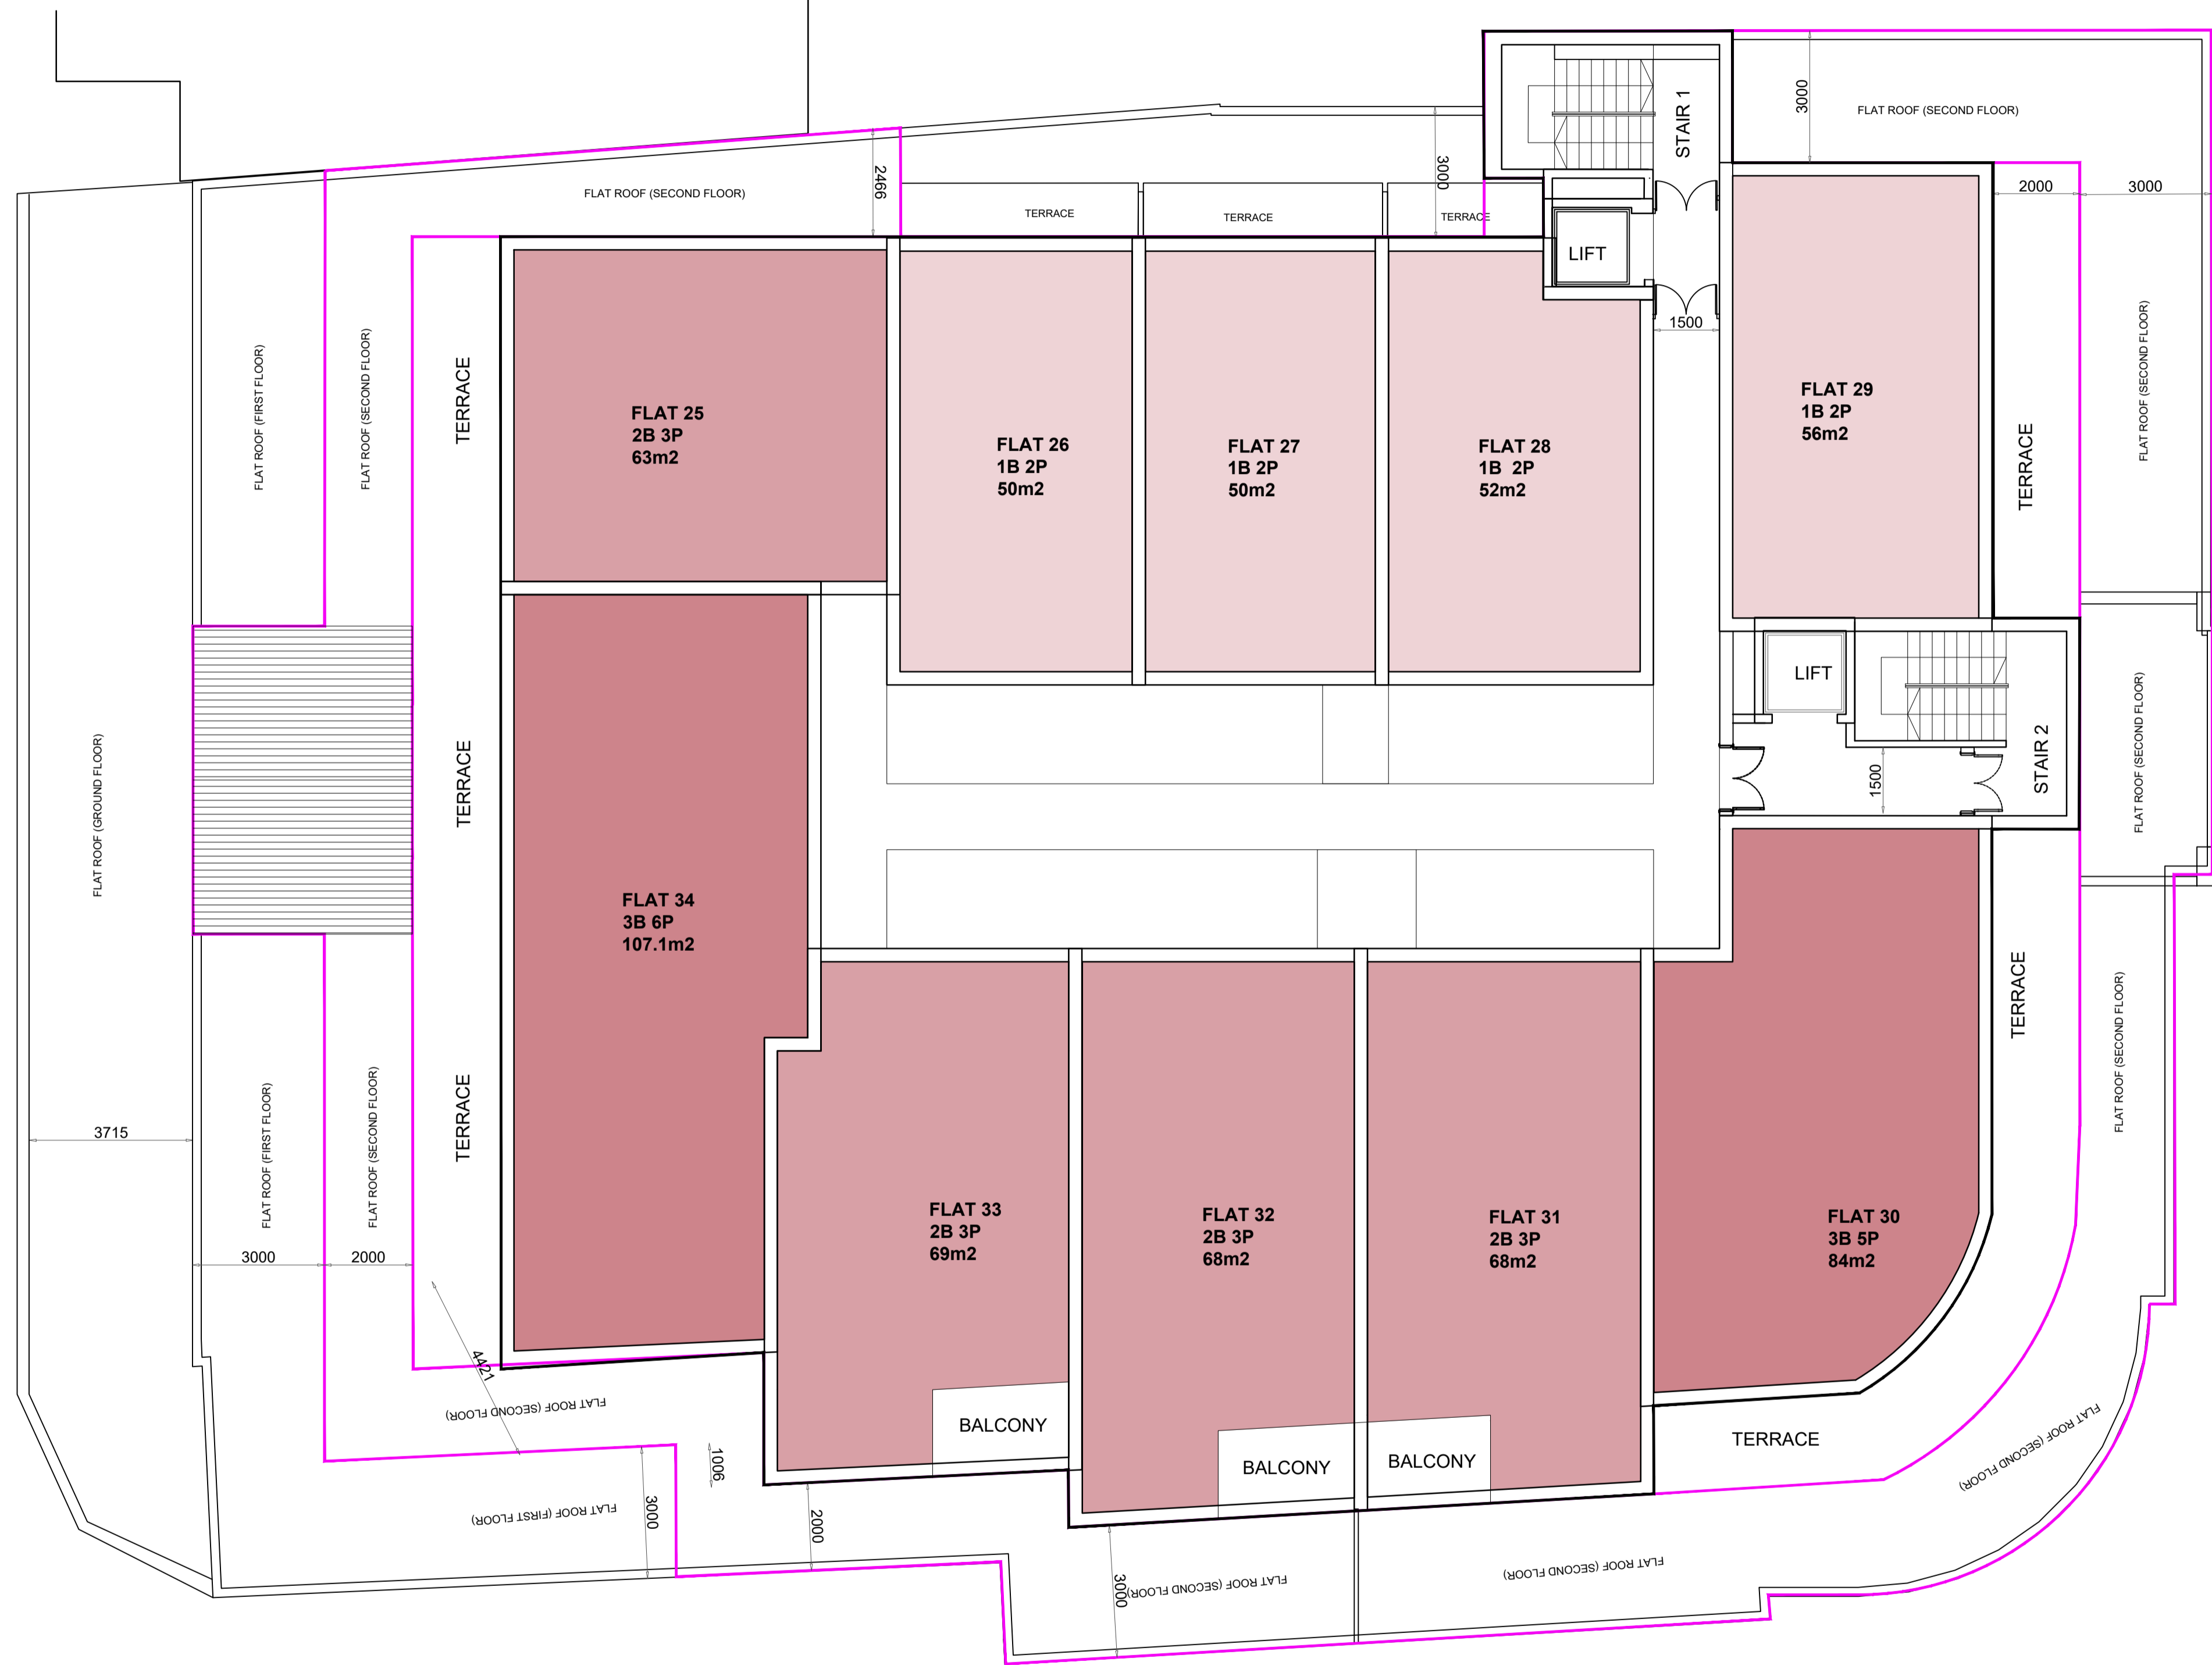 STAIR 1
3000
FLAT ROOF (SECOND FLOOR)
2466
3000
FLAT ROOF (SECOND FLOOR)
TERRACE
TERRACE
TERRACE
2000
3000
LIFT
1500
FLAT ROOF (FIRST FLOOR)
FLAT ROOF (SECOND FLOOR)
TERRACE
FLAT 25
2B 3P
63m2
FLAT 26
1B 2P
50m2
FLAT 27
1B 2P
50m2
FLAT 28
1B 2P
52m2
FLAT 29
1B 2P
56m2
TERRACE
FLAT ROOF (SECOND FLOOR)
LIFT
STAIR 2
1500
FLAT ROOF (SECOND FLOOR)
FLAT ROOF (GROUND FLOOR)
TERRACE
FLAT 34
3B 6P
107.1m2
TERRACE
FLAT ROOF (SECOND FLOOR)
3715
FLAT ROOF (FIRST FLOOR)
FLAT ROOF (SECOND FLOOR)
TERRACE
3000
2000
FLAT 33
2B 3P
69m2
FLAT 32
2B 3P
68m2
FLAT 31
2B 3P
68m2
FLAT 30
3B 5P
84m2
4421
FLAT ROOF (SECOND FLOOR)
BALCONY
BALCONY
BALCONY
TERRACE
1006
FLAT ROOF (FIRST FLOOR)
3000
2000
FLAT ROOF (SECOND FLOOR)
3000
FLAT ROOF (SECOND FLOOR)
FLAT ROOF (SECOND FLOOR)